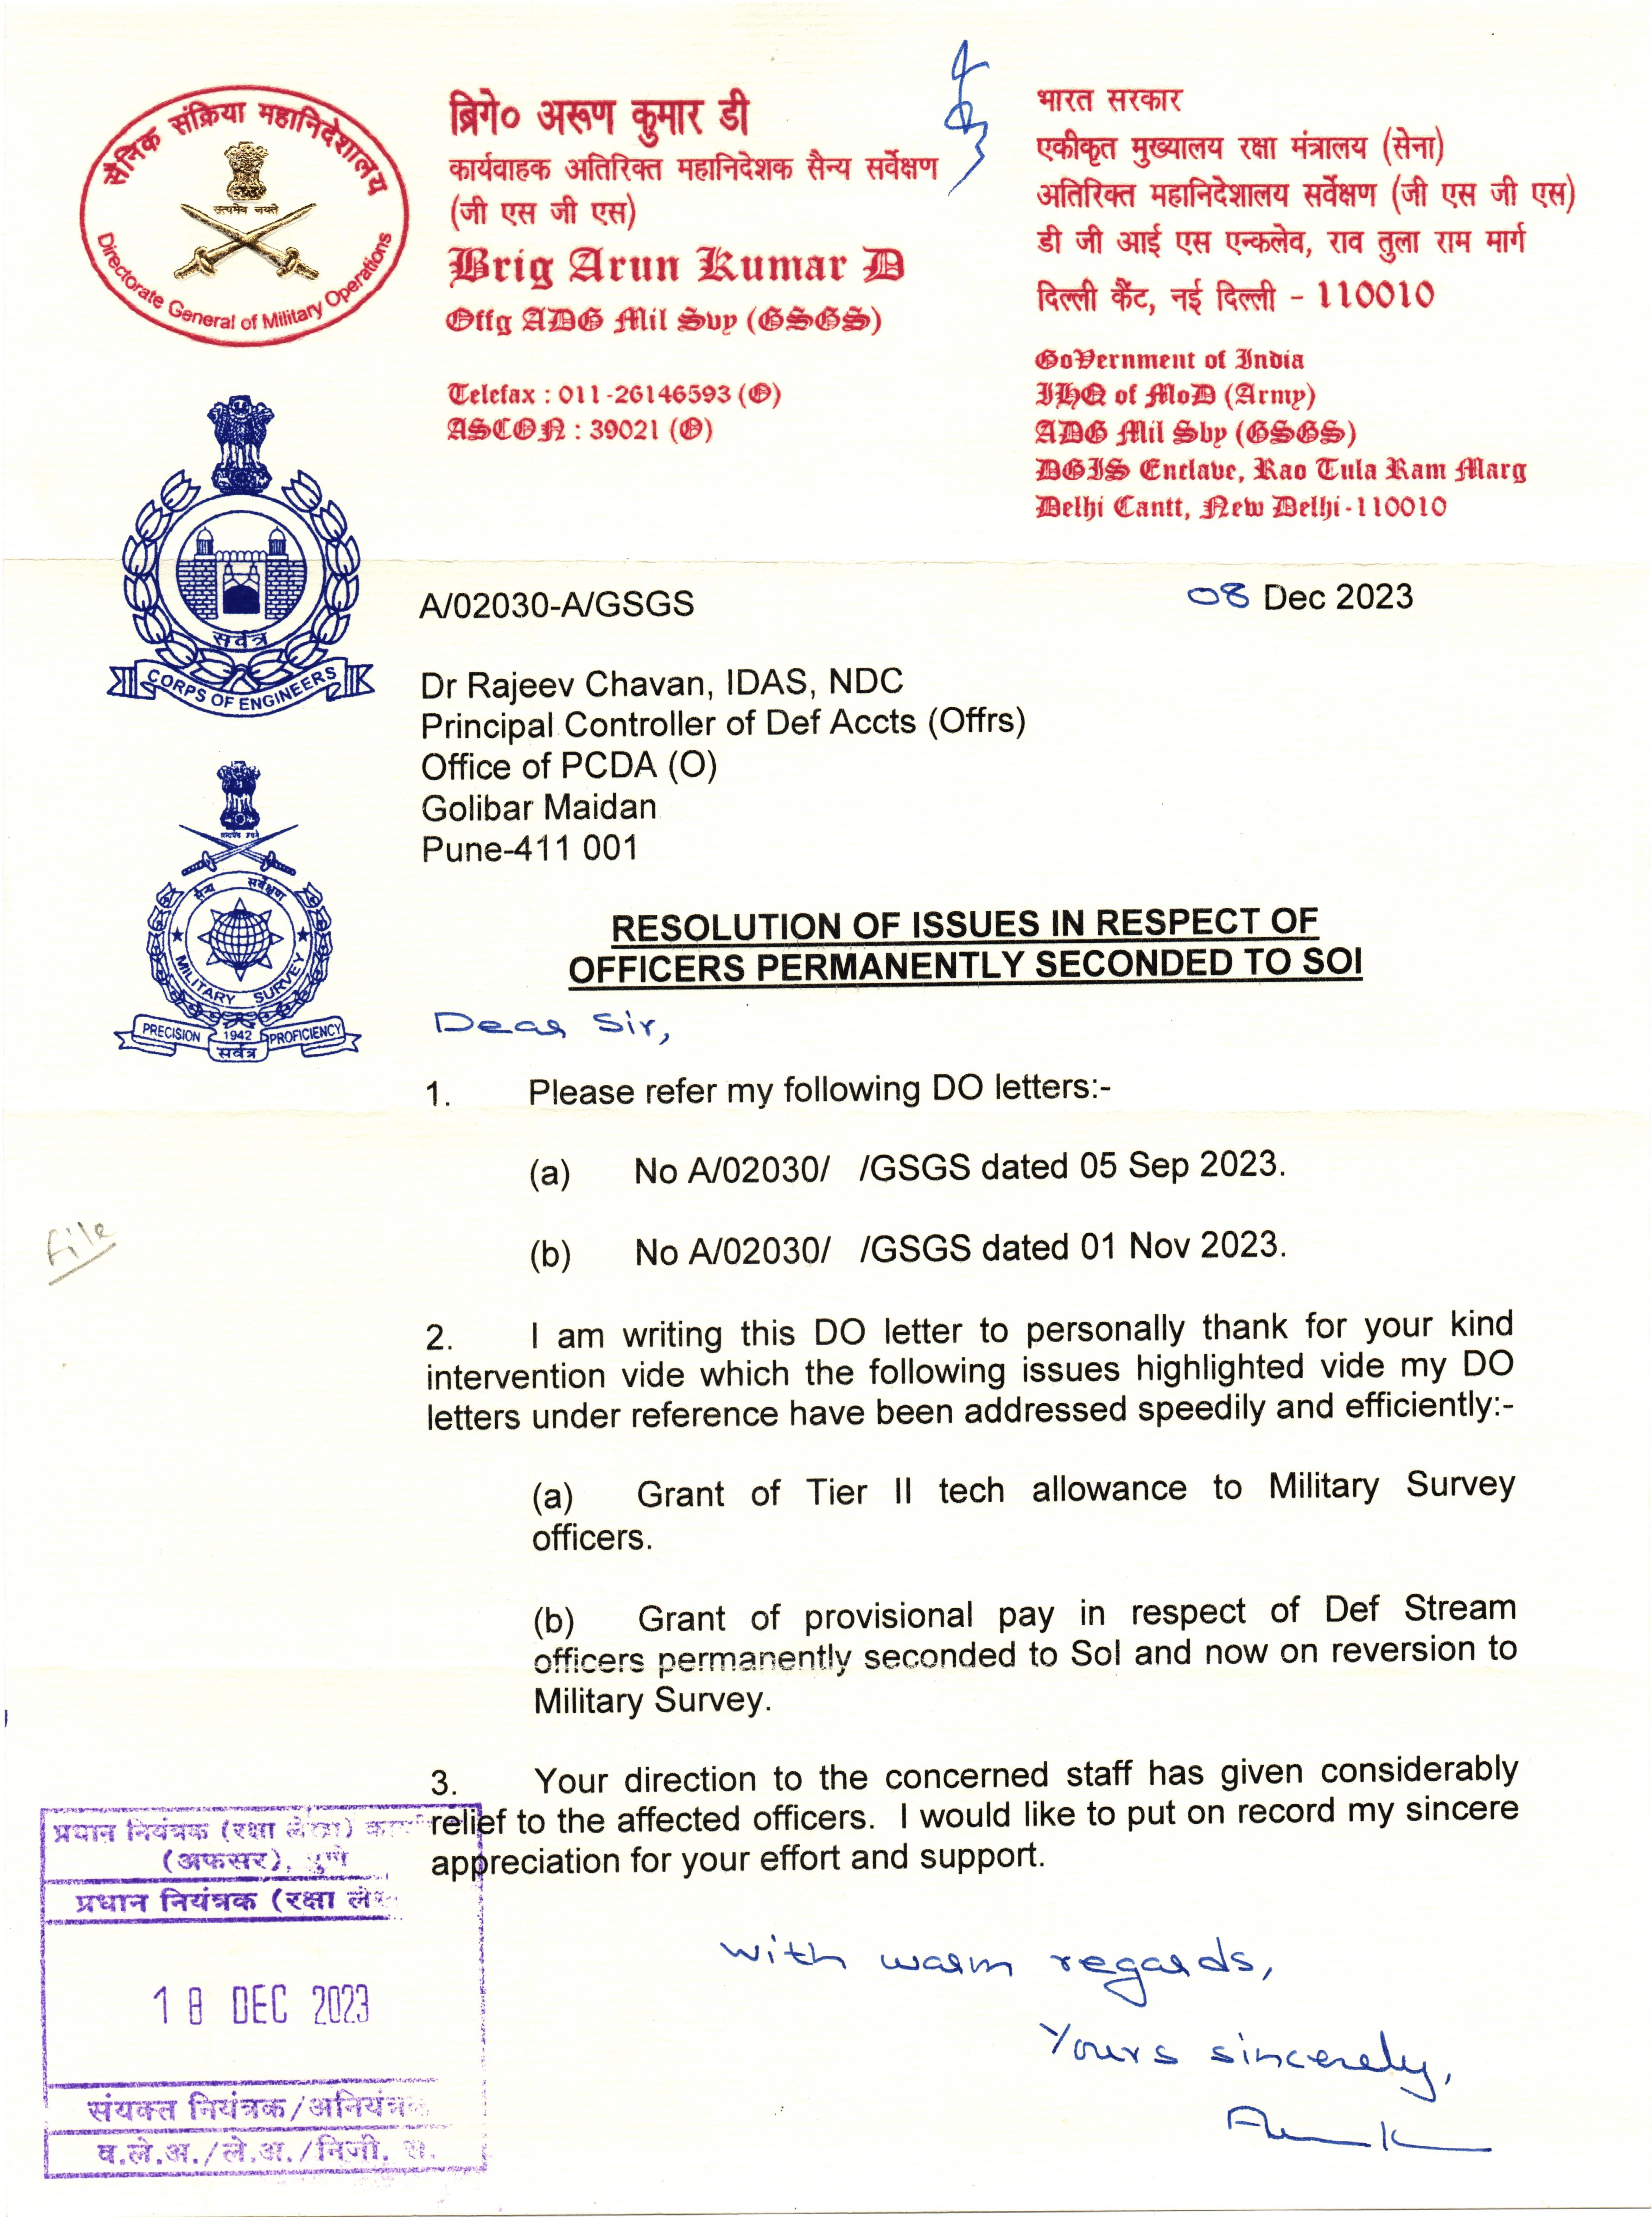 सैनिक संक्रिया महानिदेशालय
सत्यमेव जयते
Directorate General of Military Operations
ब्रिगे० अरूण कुमार डी
कार्यवाहक अतिरिक्त महानिदेशक सैन्य सर्वेक्षण
(जी एस जी एस)
Brig Arun Kumar D
Offg ADG Mil Svy (GSGS)
Telefax : 011-26146593 (O)
ASCON : 39021 (O)
भारत सरकार
एकीकृत मुख्यालय रक्षा मंत्रालय (सेना)
अतिरिक्त महानिदेशालय सर्वेक्षण (जी एस जी एस)
डी जी आई एस एन्कलेव, राव तुला राम मार्ग
दिल्ली कैंट, नई दिल्ली - 110010
GoVernment of India
IHQ of MoD (Army)
ADG Mil Sby (GSGS)
DGIS Enclave, Rao Tula Ram Marg
Delhi Cantt, New Delhi-110010
सर्वत्र
CORPS OF ENGINEERS
सैन्य सर्वेक्षण
MILITARY SURVEY
PRECISION 1942 PROFICIENCY
सर्वत्र
A/02030-A/GSGS
08 Dec 2023
Dr Rajeev Chavan, IDAS, NDC
Principal Controller of Def Accts (Offrs)
Office of PCDA (O)
Golibar Maidan
Pune-411 001
RESOLUTION OF ISSUES IN RESPECT OF
OFFICERS PERMANENTLY SECONDED TO SOI
Dear Sir,
1. Please refer my following DO letters:-
(a) No A/02030/ /GSGS dated 05 Sep 2023.
File
(b) No A/02030/ /GSGS dated 01 Nov 2023.
2. I am writing this DO letter to personally thank for your kind
intervention vide which the following issues highlighted vide my DO
letters under reference have been addressed speedily and efficiently:-
(a) Grant of Tier II tech allowance to Military Survey
officers.
(b) Grant of provisional pay in respect of Def Stream
officers permanently seconded to SoI and now on reversion to
Military Survey.
3. Your direction to the concerned staff has given considerably
relief to the affected officers. I would like to put on record my sincere
appreciation for your effort and support.
with warm regards,
Yours sincerely,
प्रधान नियंत्रक (रक्षा लेखा)
(अफसर), पुणे
प्रधान नियंत्रक (रक्षा
18 DEC 2023
संयक्त नियंत्रक/अनियंत्रक
व.ले.अ./ले.अ./निजी. स.